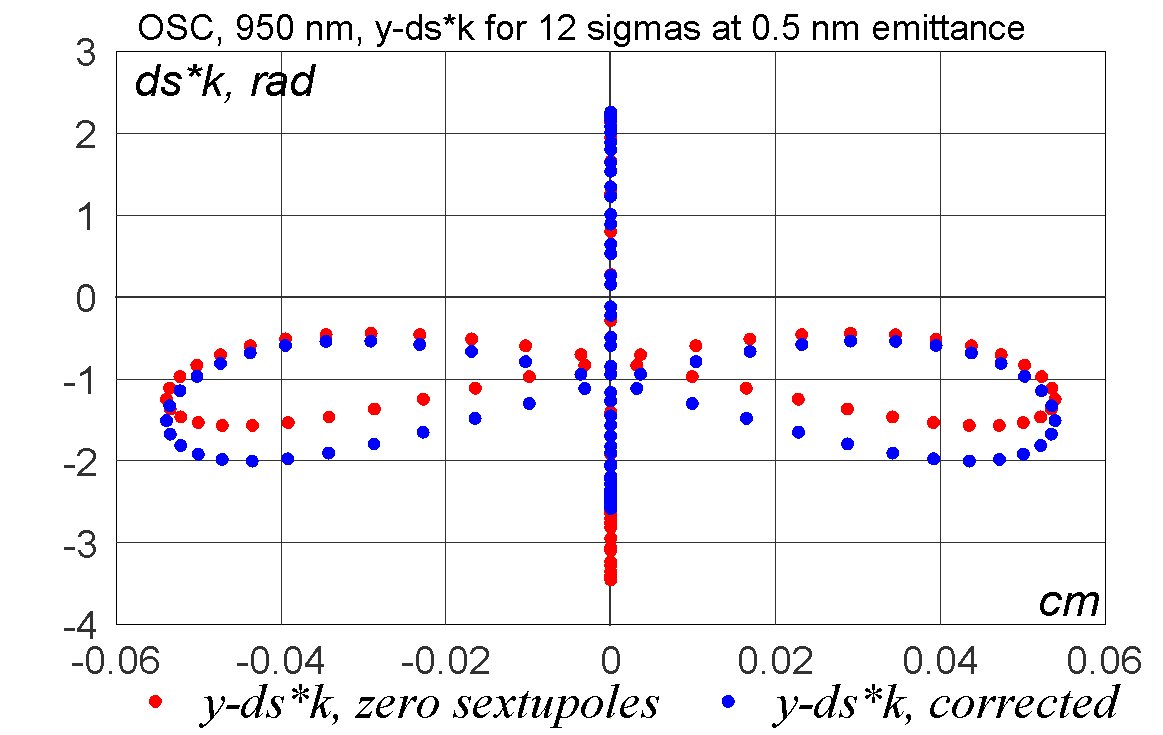 OSC, 950 nm, y-ds*k for 12 sigmas at 0.5 nm emittance
3
ds*k, rad
2
1
0
-1
-2
-3
cm
-4
-0.06 -0.04 -0.02 0 0.02 0.04 0.06
y-ds*k, zero sextupoles y-ds*k, corrected